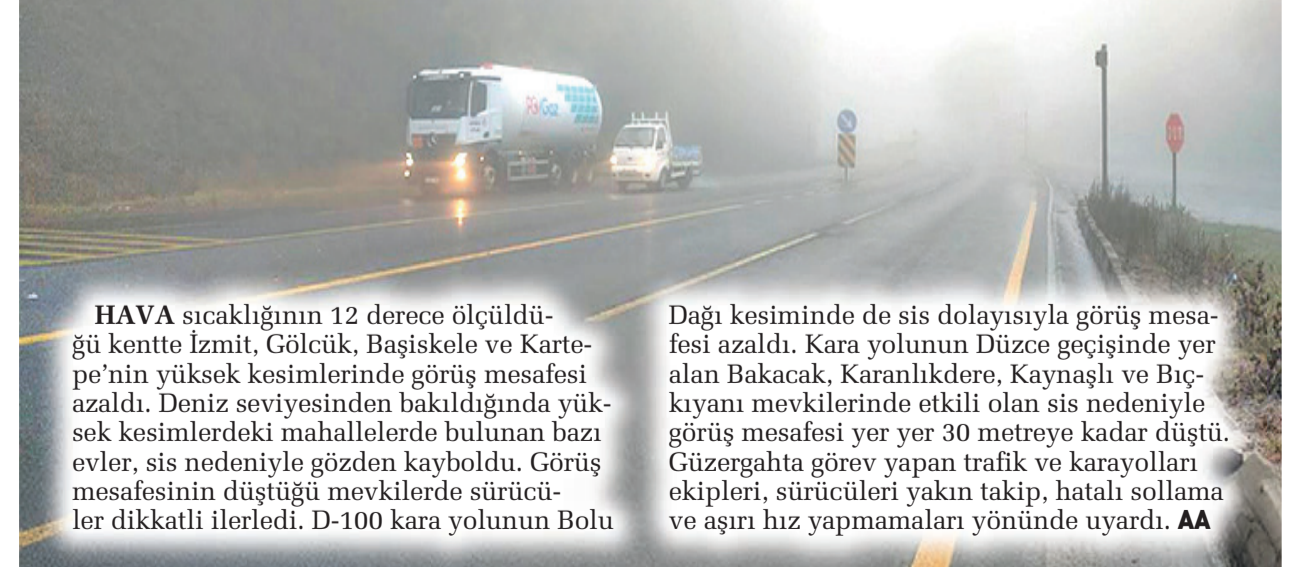 HAVA sıcaklığının 12 derece ölçüldü-
ğü kentte İzmit, Gölcük, Başiskele ve Karte-
pe’nin yüksek kesimlerinde görüş mesafesi
azaldı. Deniz seviyesinden bakıldığında yük-
sek kesimlerdeki mahallelerde bulunan bazı
evler, sis nedeniyle gözden kayboldu. Görüş
mesafesinin düştüğü mevkilerde sürücü-
ler dikkatli ilerledi. D-100 kara yolunun Bolu
Dağı kesiminde de sis dolayısıyla görüş mesa-
fesi azaldı. Kara yolunun Düzce geçişinde yer
alan Bakacak, Karanlıkdere, Kaynaşlı ve Bıç-
kıyanı mevkilerinde etkili olan sis nedeniyle
görüş mesafesi yer yer 30 metreye kadar düştü.
Güzergahta görev yapan trafik ve karayolları
ekipleri, sürücüleri yakın takip, hatalı sollama
ve aşırı hız yapmamaları yönünde uyardı. AA